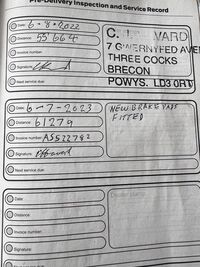 Pre-Delivery Inspection and Service Record
Date: 6-8-2022
Distance: 55664
Invoice number:
Signature:
Next service due:
C. WARD
7 GWERNYFED AVE
THREE COCKS
BRECON
POWYS. LD3 0RT
Date: 6-7-2023
Distance: 61279
Invoice number: AS522792
Signature:
Next service due:
NEW BRAKE PADS
FITTED
Date:
Distance:
Invoice number:
Signature: